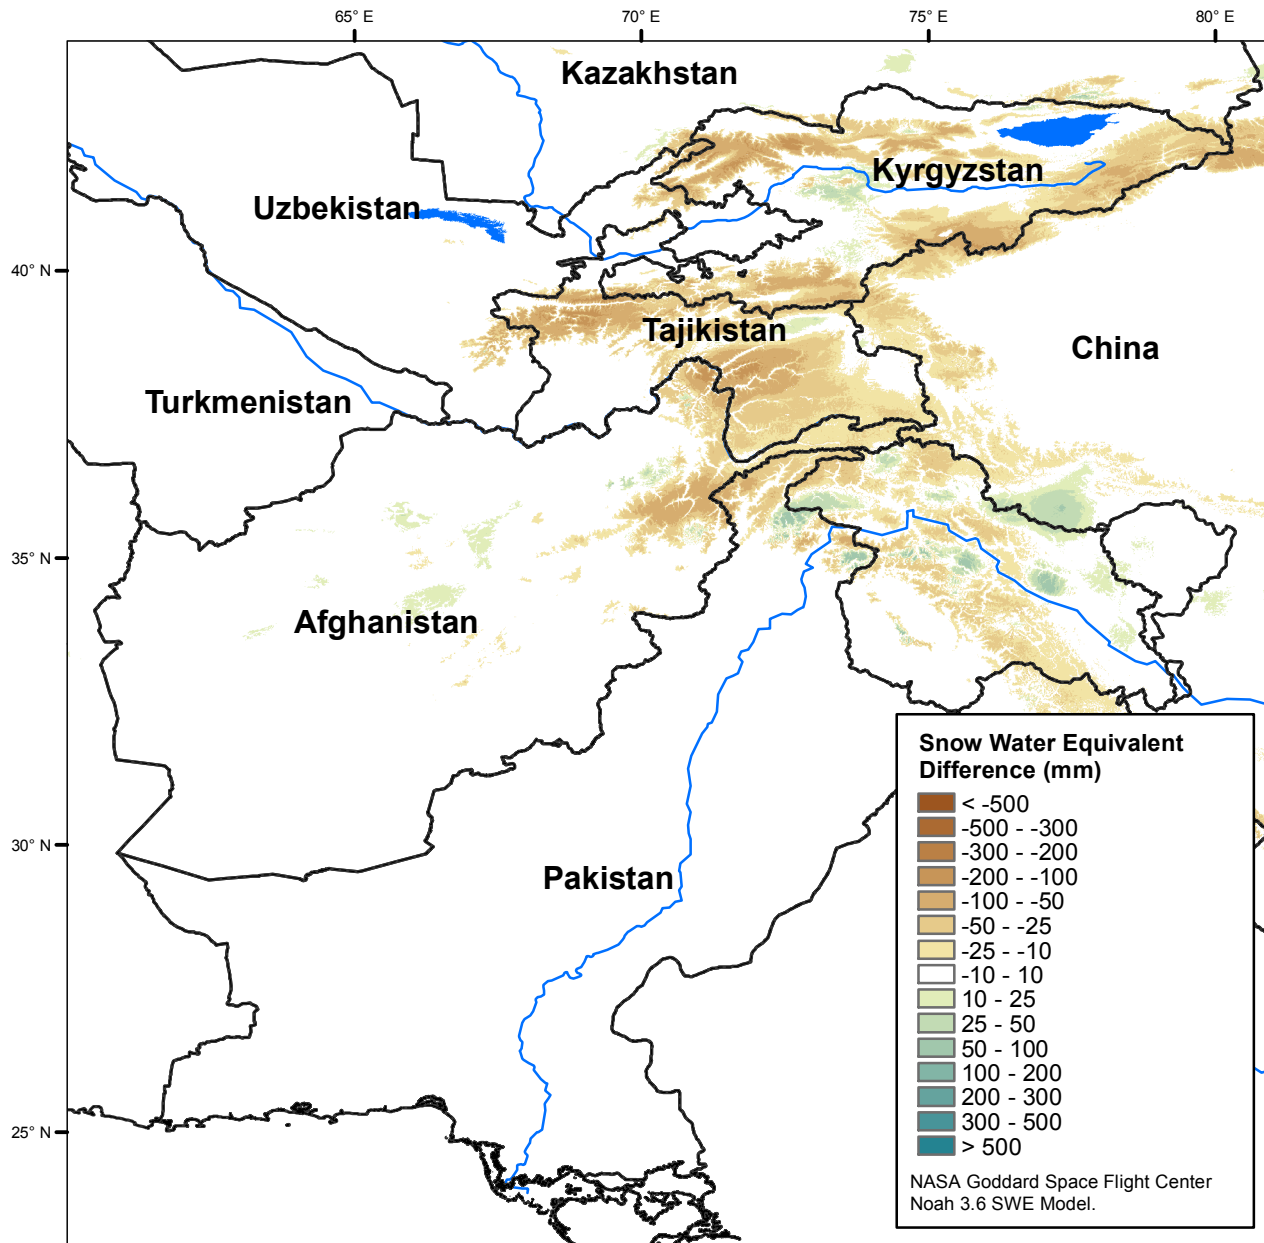 65° E
70° E
75° E
80° E
Kazakhstan
Kyrgyzstan
Uzbekistan
40° N
Tajikistan
China
Turkmenistan
35° N
Afghanistan
Snow Water Equivalent
Difference (mm)
< -500
-500 - -300
-300 - -200
-200 - -100
-100 - -50
-50 - -25
-25 - -10
-10 - 10
10 - 25
25 - 50
50 - 100
100 - 200
200 - 300
300 - 500
> 500
30° N
Pakistan
25° N
NASA Goddard Space Flight Center
Noah 3.6 SWE Model.